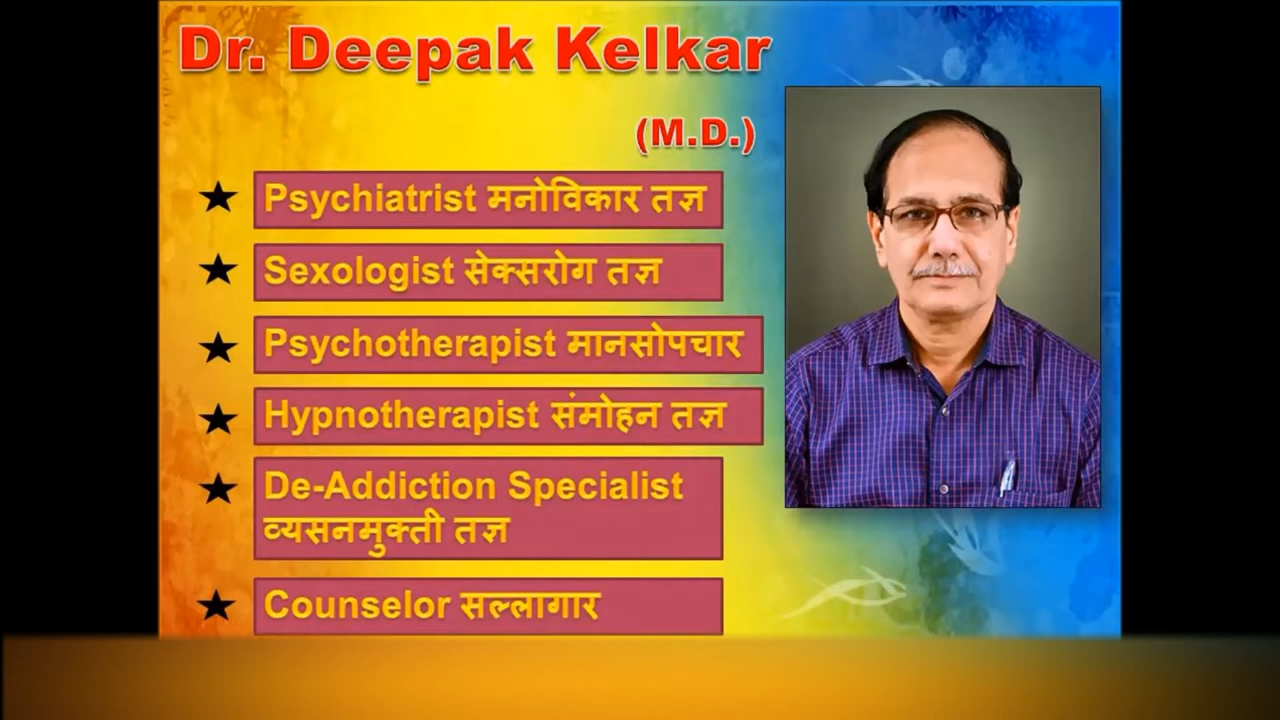 Dr. Deepak Kelkar
(M.D.)
Psychiatrist मनोविकार तज्ञ
Sexologist सेक्सरोग तज्ञ
Psychotherapist मानसोपचार
Hypnotherapist संमोहन तज्ञ
De-Addiction Specialist
व्यसनमुक्ती तज्ञ
Counselor सल्लागार